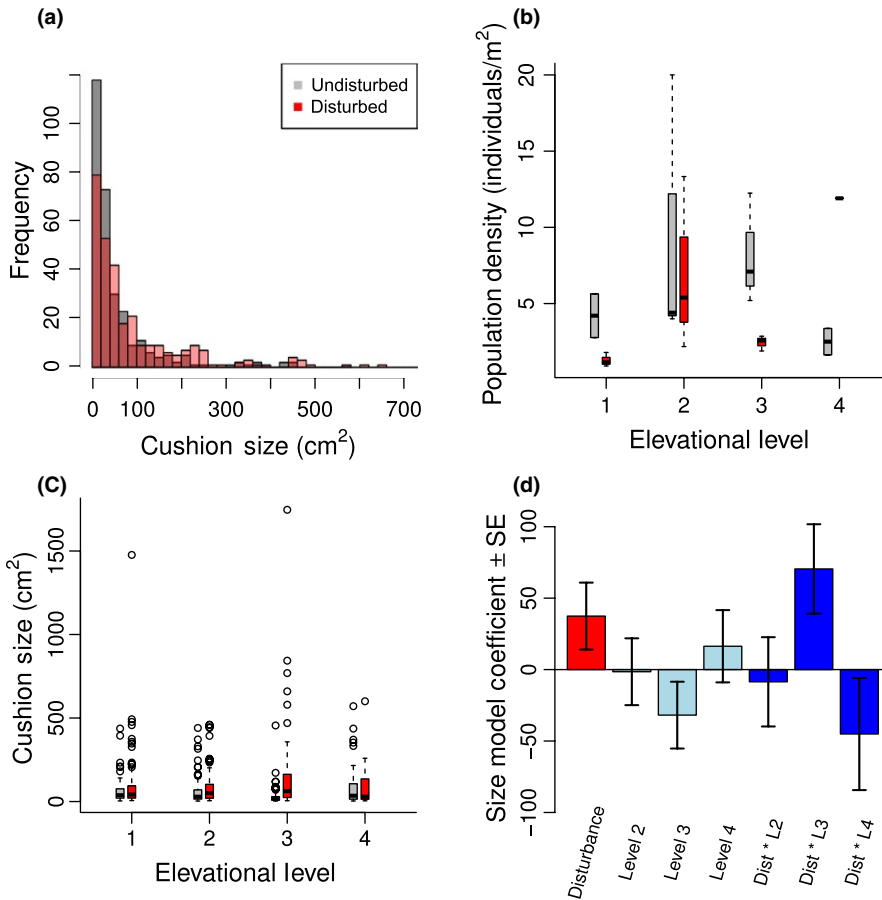 (a)
Undisturbed
Disturbed
Frequency
0 20 40 60 80 100
0 100 300 500 700
Cushion size (cm²)
(b)
Population density (individuals/m²)
5 10 15 20
1 2 3 4
Elevational level
(C)
Cushion size (cm²)
0 500 1000 1500
1 2 3 4
Elevational level
(d)
Size model coefficient ± SE
−100 −50 0 50 100
Disturbance
Level 2
Level 3
Level 4
Dist * L2
Dist * L3
Dist * L4